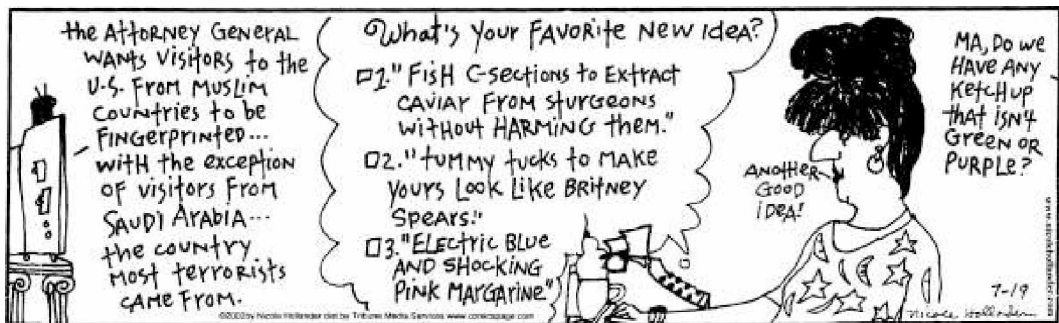 the Attorney General
wants visitors to the
U.S. from Muslim
countries to be
fingerprinted...
with the exception
of visitors from
Saudi Arabia...
the country
most terrorists
came from.
What's your favorite new idea?
1. "Fish C-sections to extract
caviar from sturgeons
without harming them."
2. "tummy tucks to make
yours look like Britney
Spears."
3. "Electric blue
and shocking
pink margarine."
Another
good
idea!
Ma, do we
have any
ketchup
that isn't
green or
purple?
7-19
Nicole Hollander
©2002 by Nicole Hollander dist by Tribune Media Services www.comicspage.com